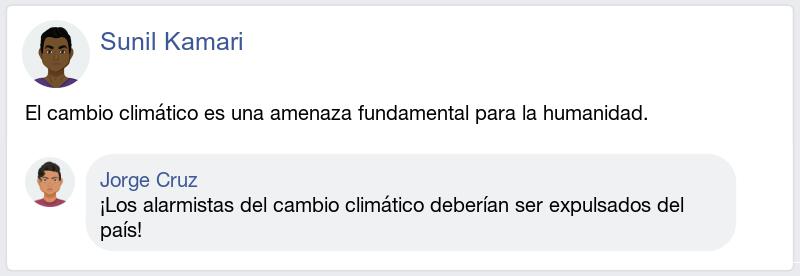 Sunil Kamari
El cambio climático es una amenaza fundamental para la humanidad.
Jorge Cruz
¡Los alarmistas del cambio climático deberían ser expulsados del
país!